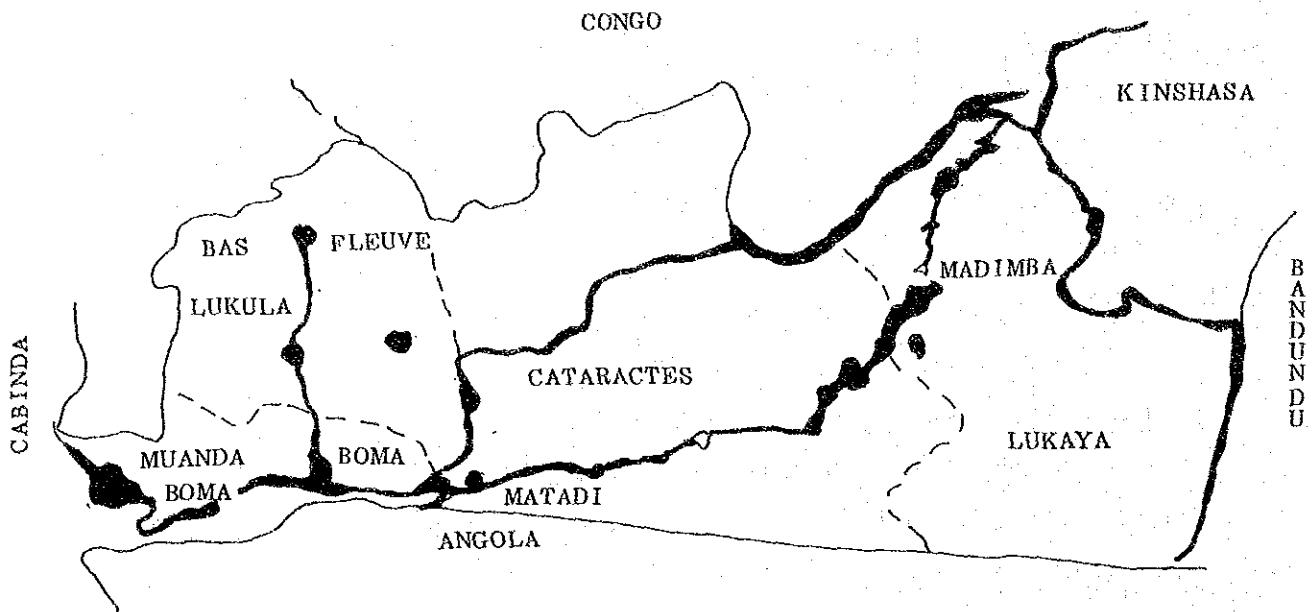 CONGO
KINSHASA
BAS FLEUVE
LUKULA
MADIMBA
BANDUNDU
CABINDA
CATARACTES
MUANDA
BOMA
BOMA
LUKAYA
MATADI
ANGOLA